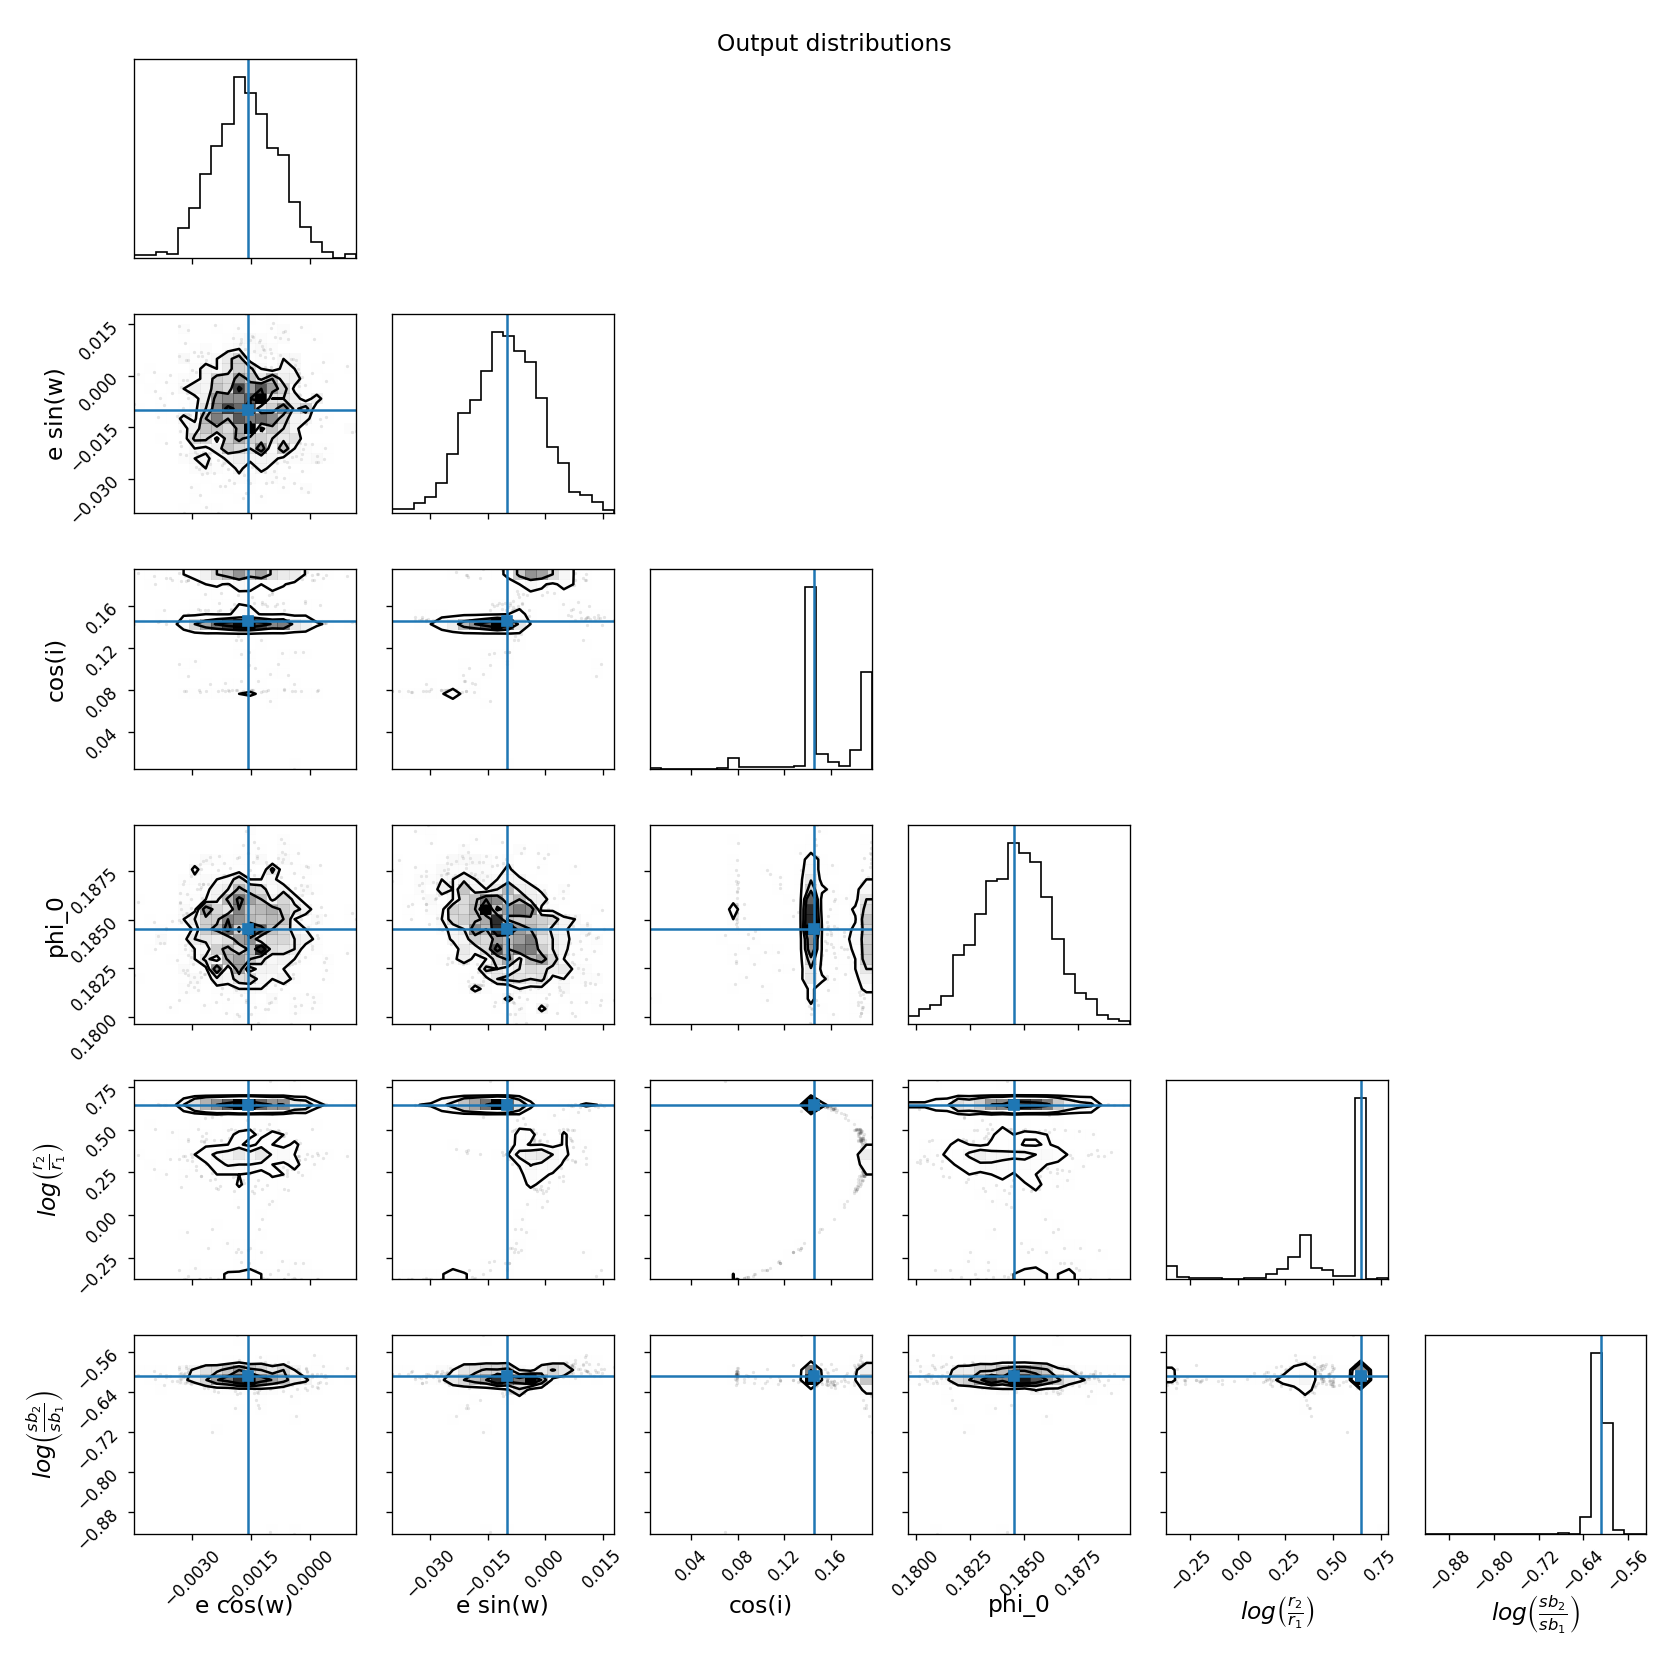 Output distributions
0.015
0.000
−0.015
−0.030
e sin(w)
0.16
0.12
0.08
0.04
cos(i)
0.1875
0.1850
0.1825
0.1800
phi_0
0.75
0.50
0.25
0.00
−0.25
log(r₂/r₁)
−0.56
−0.64
−0.72
−0.80
−0.88
log(sb₂/sb₁)
−0.0030 −0.0015 0.0000
−0.030 −0.015 0.000 0.015
0.04 0.08 0.12 0.16
0.1800 0.1825 0.1850 0.1875
−0.25 0.00 0.25 0.50 0.75
−0.88 −0.80 −0.72 −0.64 −0.56
e cos(w) e sin(w) cos(i) phi_0 log(r₂/r₁) log(sb₂/sb₁)